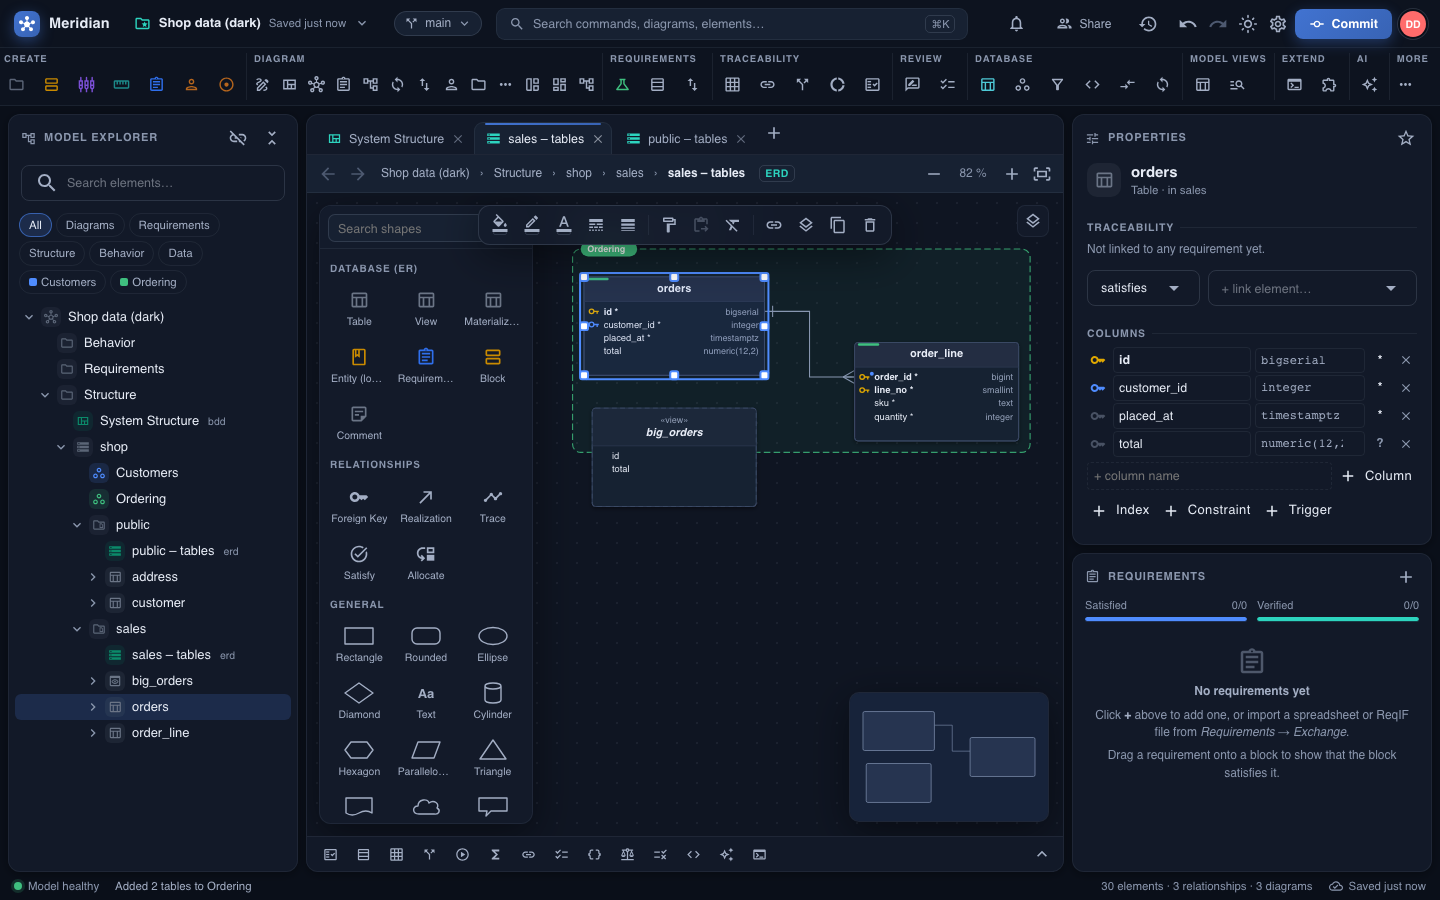 Meridian
Shop data (dark) Saved just now
main
Search commands, diagrams, elements… ⌘K
Share
Commit
DD
CREATE
DIAGRAM
REQUIREMENTS
TRACEABILITY
REVIEW
DATABASE
MODEL VIEWS
EXTEND
AI
MORE
MODEL EXPLORER
Search elements…
All Diagrams Requirements
Structure Behavior Data
Customers Ordering
Shop data (dark)
Behavior
Requirements
Structure
System Structure bdd
shop
Customers
Ordering
public
public – tables erd
address
customer
sales
sales – tables erd
big_orders
orders
order_line
System Structure
sales – tables
public – tables
Shop data (dark) › Structure › shop › sales › sales – tables ERD
82 %
Search shapes
DATABASE (ER)
Table View Materializ…
Entity (lo… Requirem… Block
Comment
RELATIONSHIPS
Foreign Key Realization Trace
Satisfy Allocate
GENERAL
Rectangle Rounded Ellipse
Aa
Diamond Text Cylinder
Hexagon Parallelo… Triangle
Ordering
orders
id * bigserial
customer_id * integer
placed_at * timestamptz
total numeric(12,2)
order_line
order_id * bigint
line_no * smallint
sku * text
quantity * integer
«view»
big_orders
id
total
PROPERTIES
orders
Table · in sales
TRACEABILITY
Not linked to any requirement yet.
satisfies
+ link element…
COLUMNS
id bigserial *
customer_id integer *
placed_at timestamptz *
total numeric(12, ?
+ column name
Column
Index Constraint Trigger
REQUIREMENTS
Satisfied 0/0 Verified 0/0
No requirements yet
Click + above to add one, or import a spreadsheet or ReqIF
file from Requirements → Exchange.
Drag a requirement onto a block to show that the block
satisfies it.
Model healthy Added 2 tables to Ordering
30 elements · 3 relationships · 3 diagrams Saved just now